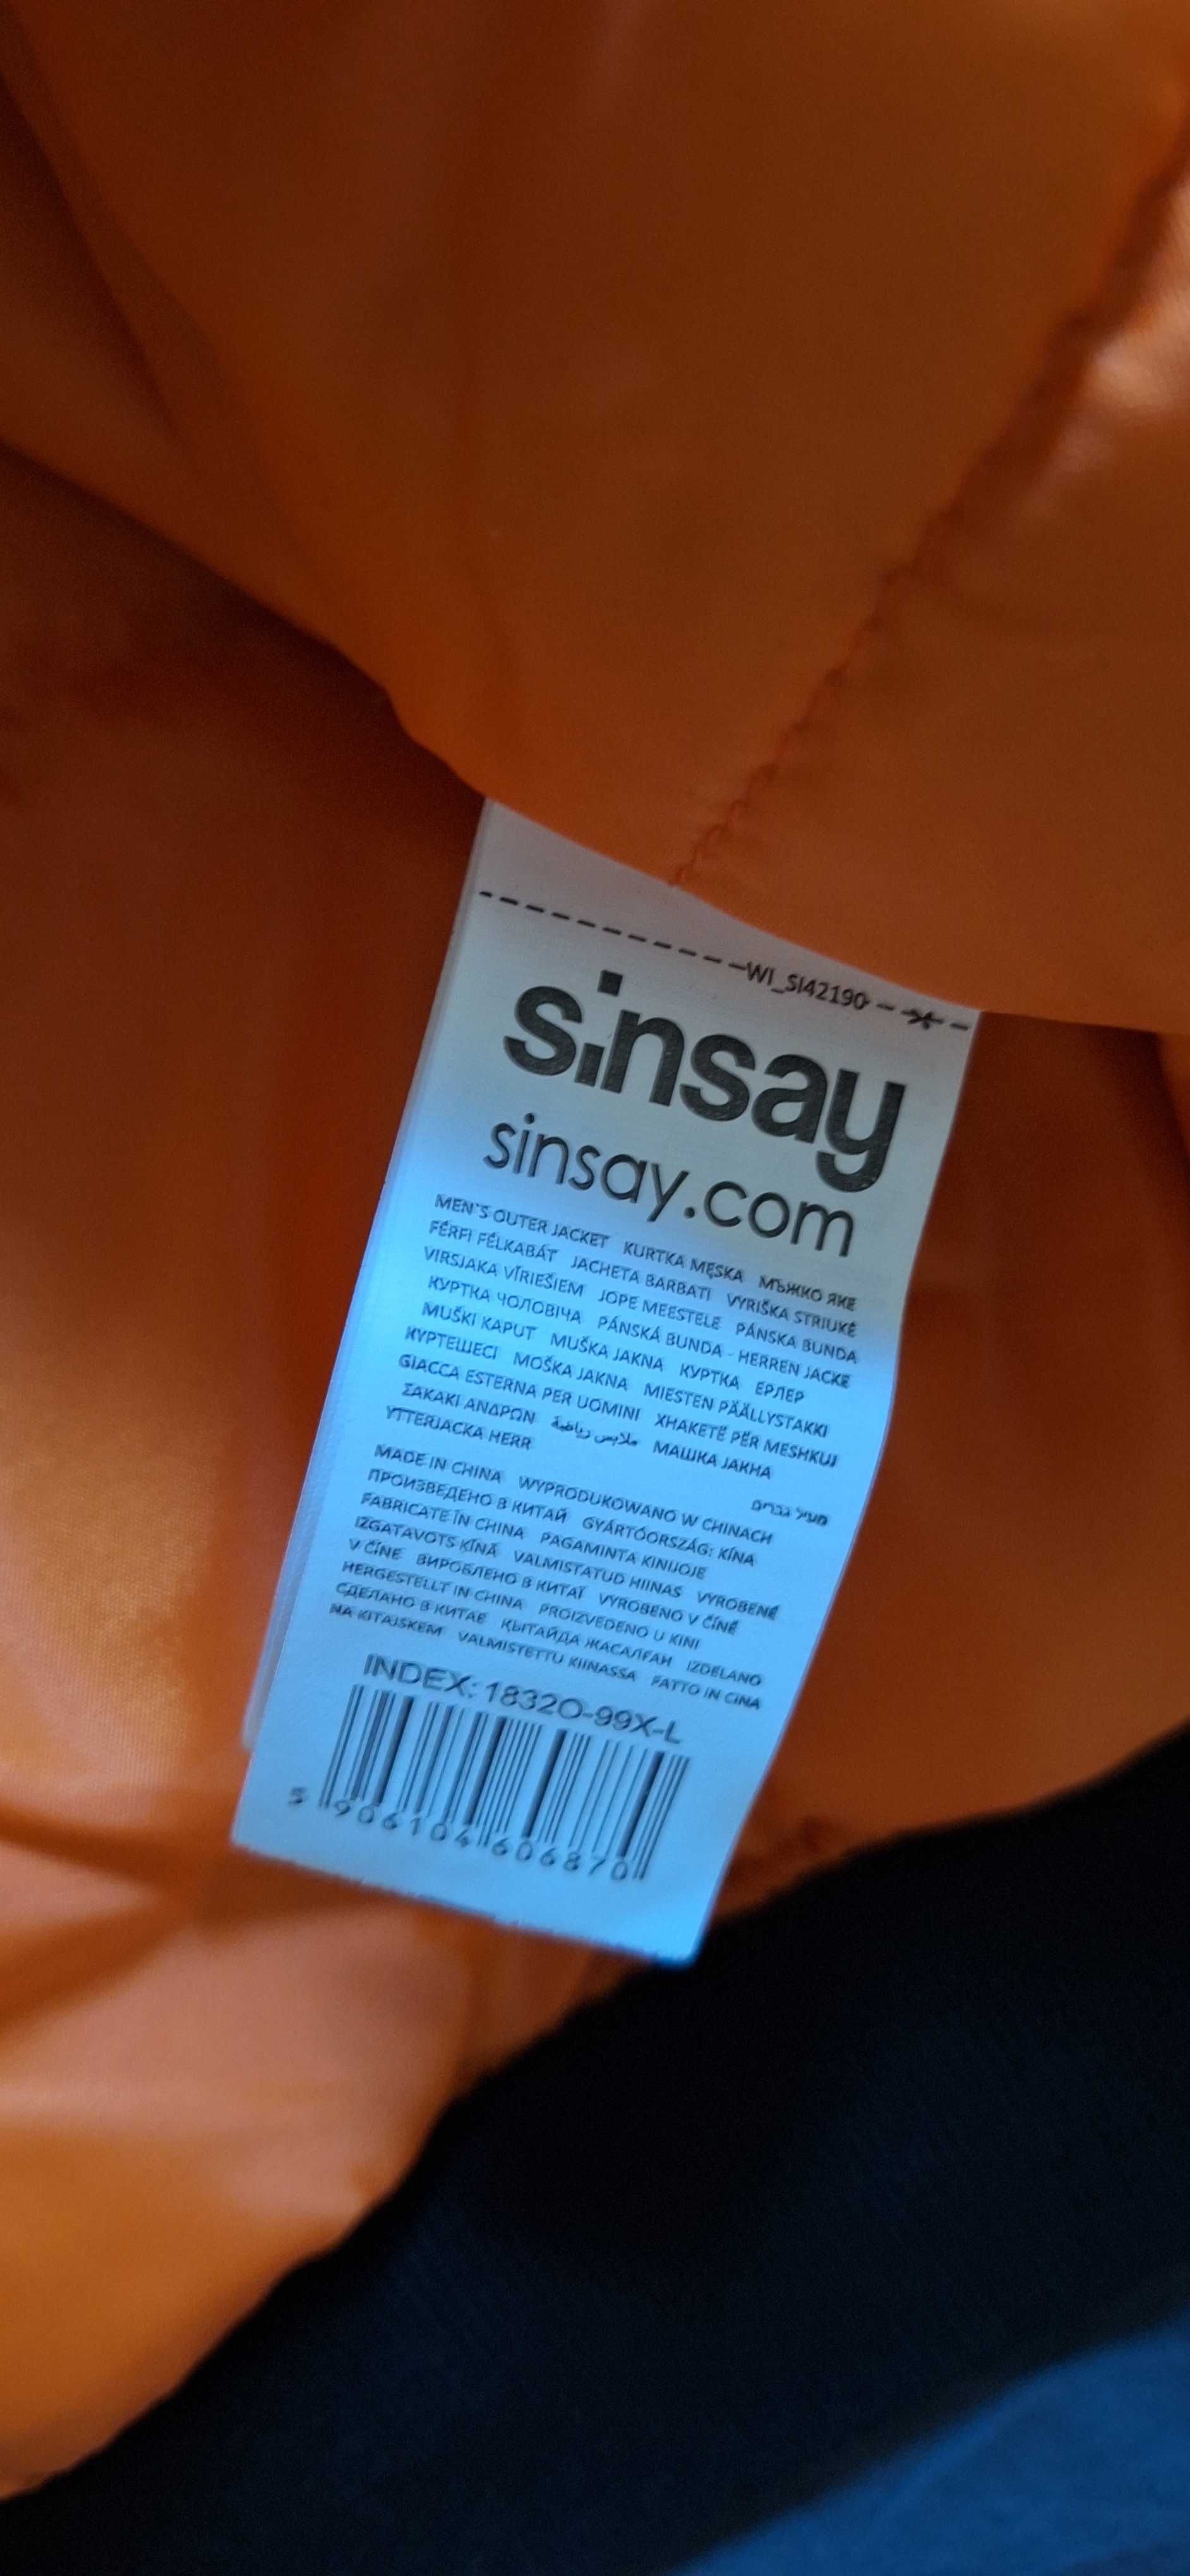 WI_SI42190
sinsay
sinsay.com
MEN'S OUTER JACKET KURTKA MĘSKA МЪЖКО ЯКЕ
FÉRFI FÉLKABÁT JACHETA BARBATI VYRIŠKA STRIUKĖ
VIRSJAKA VĪRIEŠIEM JOPE MEESTELE PÁNSKA BUNDA
КУРТКА ЧОЛОВІЧА PÁNSKÁ BUNDA - HERREN JACKE
MUŠKI KAPUT MUŠKA JAKNA КУРТКА ЕРЛЕР
КҮРТЕШЕСІ MOŠKA JAKNA MIESTEN PÄÄLLYSTAKKI
GIACCA ESTERNA PER UOMINI XHAKETË PËR MESHKUJ
ΣΑΚΑΚΙ ΑΝΔΡΩΝ ملابس رياضية МАШКА ЈАКНА
YTTERJACKA HERR מעיל גברים
MADE IN CHINA WYPRODUKOWANO W CHINACH
ПРОИЗВЕДЕНО В КИТАЙ GYÁRTÓORSZÁG: KÍNA
FABRICATE ÎN CHINA PAGAMINTA KINIJOJE
IZGATAVOTS ĶĪNĀ VALMISTATUD HIINAS VYROBENÉ
V ČÍNE ВИРОБЛЕНО В КИТАЇ VYROBENO V ČÍNĚ
HERGESTELLT IN CHINA PROIZVEDENO U KINI
СДЕЛАНО В КИТАЕ ҚЫТАЙДА ЖАСАЛҒАН IZDELANO
NA KITAJSKEM VALMISTETTU KIINASSA FATTO IN CINA
INDEX: 1832O-99X-L
5 906104 606870